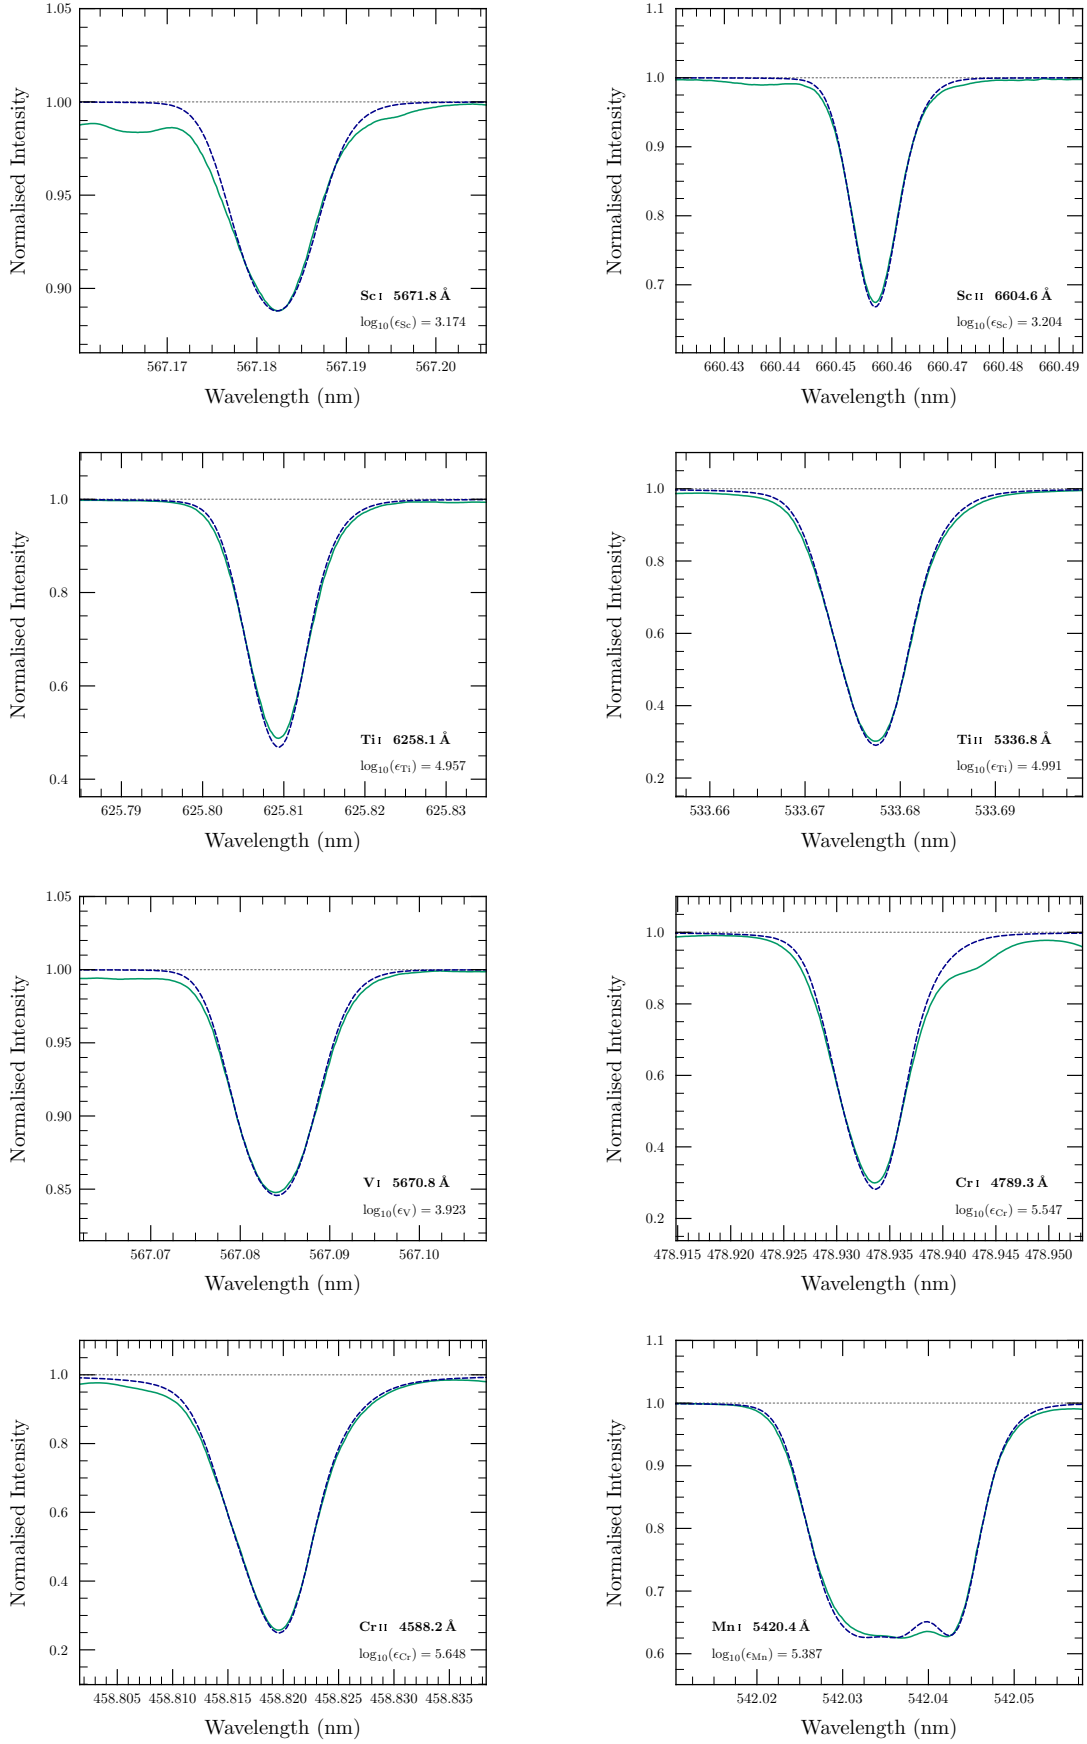 1.05
1.00
0.95
0.90
Normalised Intensity
Sc I 5671.8 Å
log₁₀(ϵSc) = 3.174
567.17 567.18 567.19 567.20
Wavelength (nm)
1.1
1.0
0.9
0.8
0.7
Normalised Intensity
Sc II 6604.6 Å
log₁₀(ϵSc) = 3.204
660.43 660.44 660.45 660.46 660.47 660.48 660.49
Wavelength (nm)
1.0
0.8
0.6
0.4
Normalised Intensity
Ti I 6258.1 Å
log₁₀(ϵTi) = 4.957
625.79 625.80 625.81 625.82 625.83
Wavelength (nm)
1.0
0.8
0.6
0.4
0.2
Normalised Intensity
Ti II 5336.8 Å
log₁₀(ϵTi) = 4.991
533.66 533.67 533.68 533.69
Wavelength (nm)
1.05
1.00
0.95
0.90
0.85
Normalised Intensity
V I 5670.8 Å
log₁₀(ϵV) = 3.923
567.07 567.08 567.09 567.10
Wavelength (nm)
1.0
0.8
0.6
0.4
0.2
Normalised Intensity
Cr I 4789.3 Å
log₁₀(ϵCr) = 5.547
478.915 478.920 478.925 478.930 478.935 478.940 478.945 478.950
Wavelength (nm)
1.0
0.8
0.6
0.4
0.2
Normalised Intensity
Cr II 4588.2 Å
log₁₀(ϵCr) = 5.648
458.805 458.810 458.815 458.820 458.825 458.830 458.835
Wavelength (nm)
1.1
1.0
0.9
0.8
0.7
0.6
Normalised Intensity
Mn I 5420.4 Å
log₁₀(ϵMn) = 5.387
542.02 542.03 542.04 542.05
Wavelength (nm)